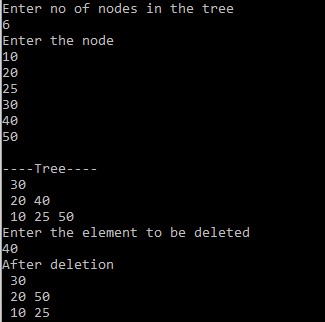 Enter no of nodes in the tree
6
Enter the node
10
20
25
30
40
50
----Tree----
30
20 40
10 25 50
Enter the element to be deleted
40
After deletion
30
20 50
10 25